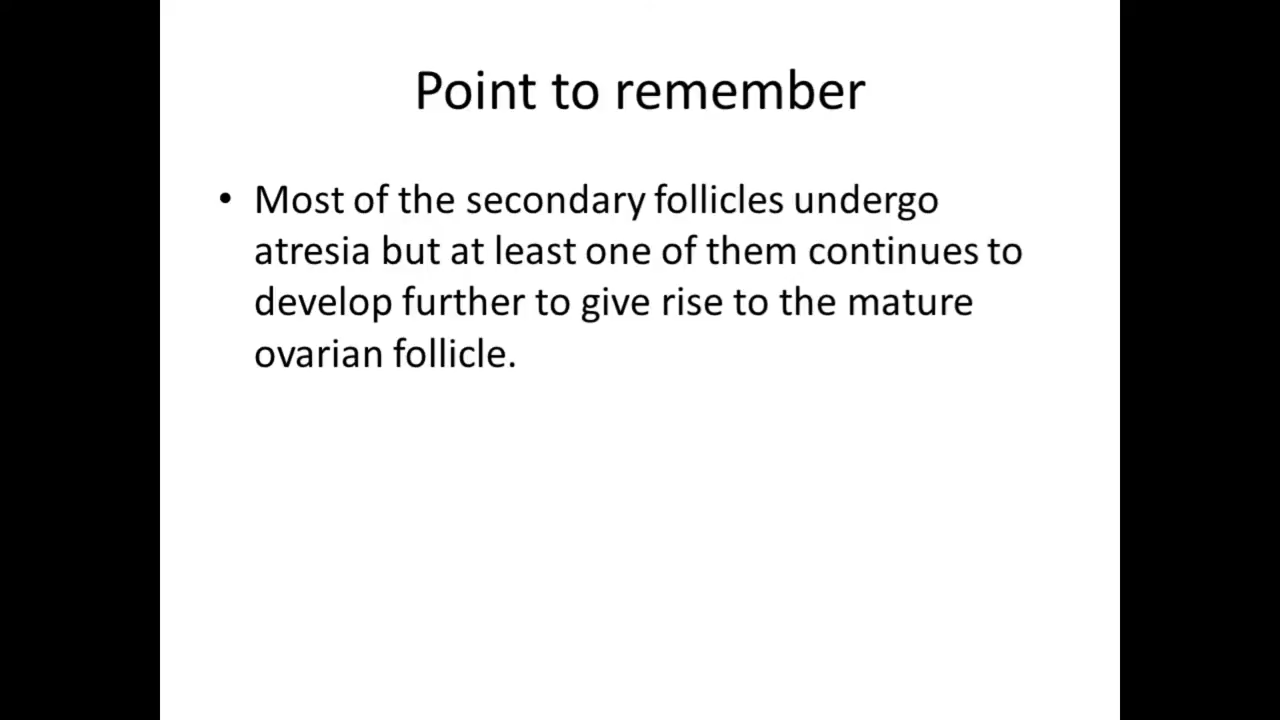 Point to remember
• Most of the secondary follicles undergo
atresia but at least one of them continues to
develop further to give rise to the mature
ovarian follicle.